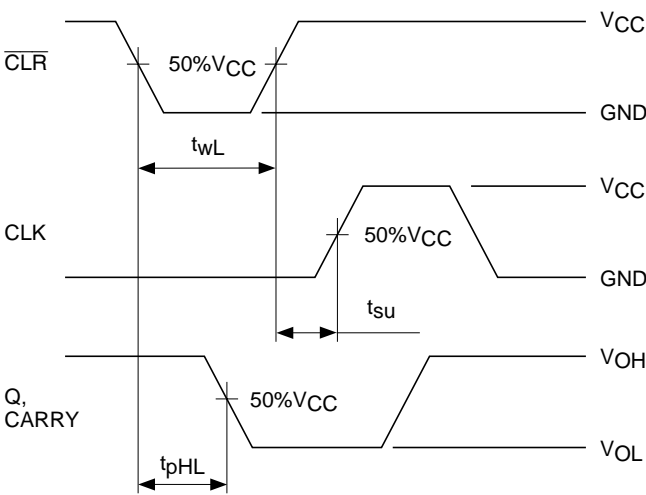 VCC
CLR
50%VCC
GND
twL
VCC
CLK
50%VCC
GND
tsu
VOH
Q,
CARRY
50%VCC
VOL
tpHL